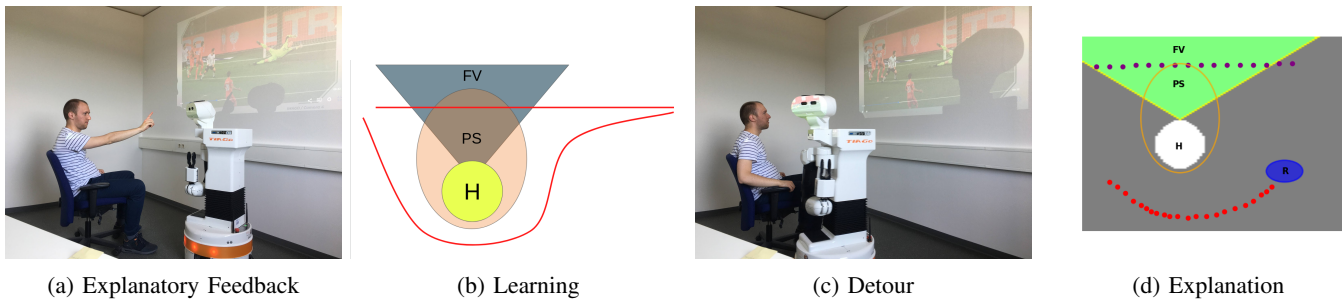 FV
PS
H
FV
PS
H
R
(a) Explanatory Feedback
(b) Learning
(c) Detour
(d) Explanation